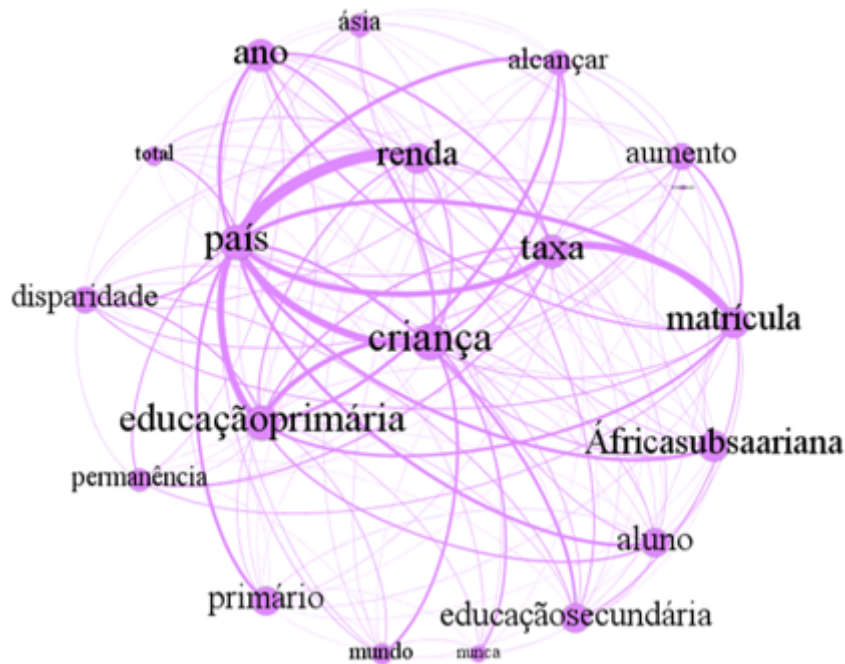 ásia
ano
alcançar
total
renda
aumento
país
taxa
disparidade
criança
matrícula
educaçãoprimária
Áfricasubsaariana
permanência
aluno
primário
educaçãosecundária
mundo
nunca